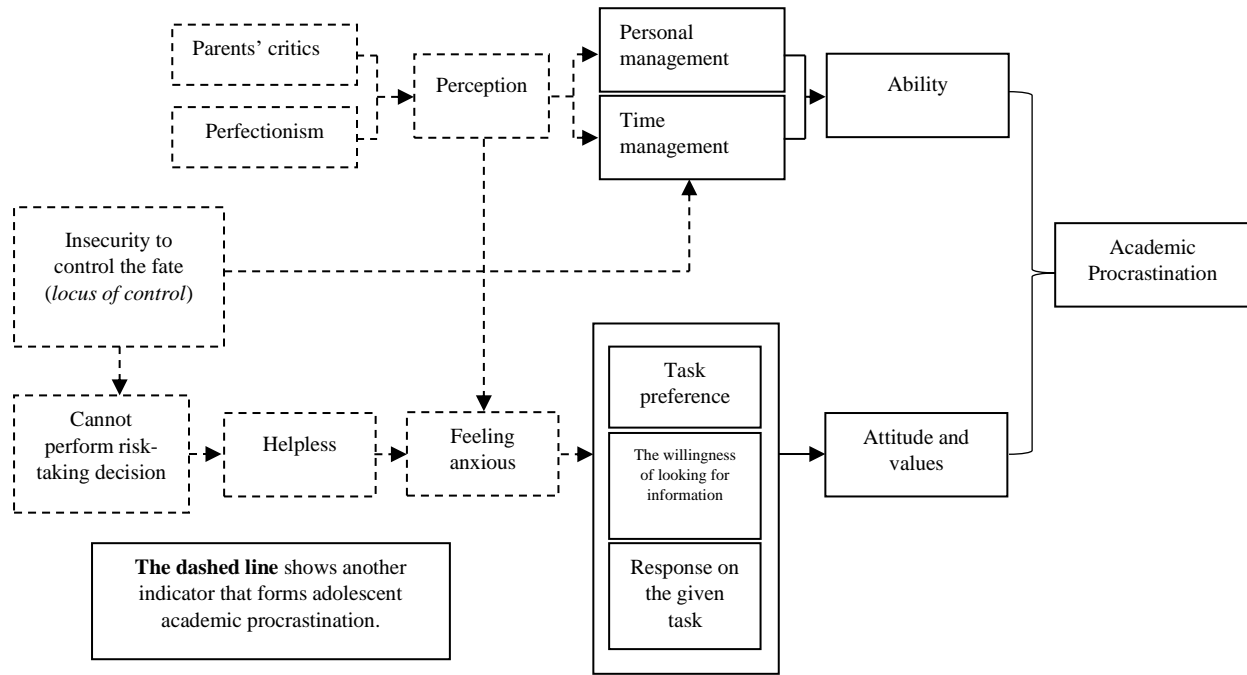 Parents’ critics
Perfectionism
Perception
Personal
management
Time
management
Ability
Insecurity to
control the fate
(locus of control)
Academic
Procrastination
Cannot
perform risk-
taking decision
Helpless
Feeling
anxious
Task
preference
The willingness
of looking for
information
Response on
the given
task
Attitude and
values
The dashed line shows another
indicator that forms adolescent
academic procrastination.